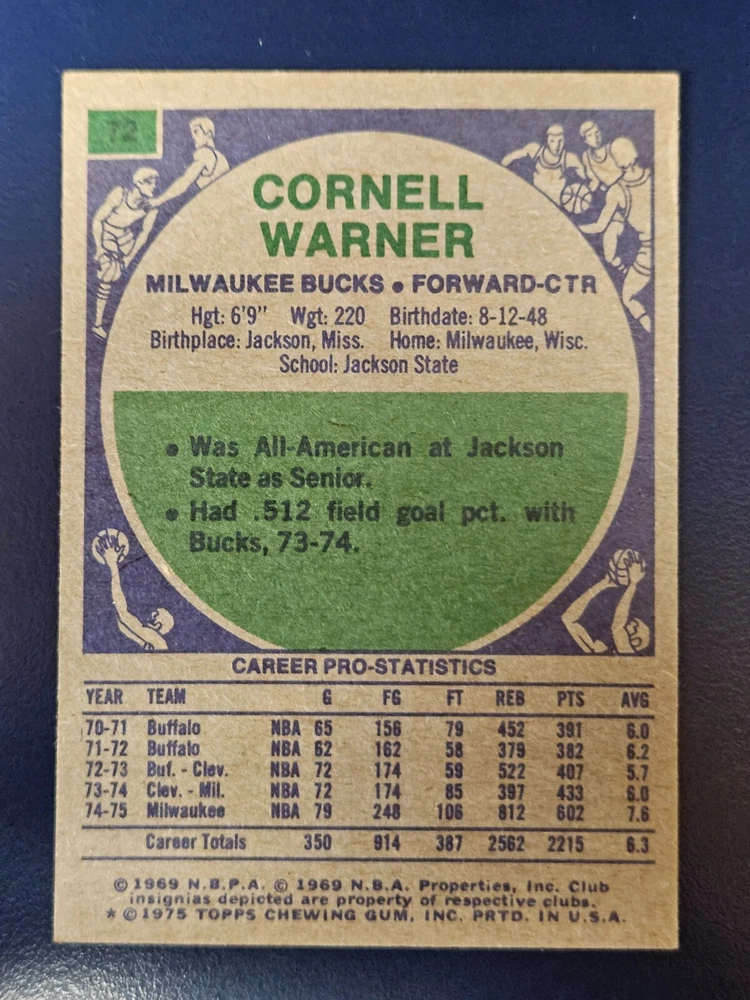 72
CORNELL
WARNER
MILWAUKEE BUCKS • FORWARD-CTR
Hgt: 6'9" Wgt: 220 Birthdate: 8-12-48
Birthplace: Jackson, Miss. Home: Milwaukee, Wisc.
School: Jackson State
• Was All-American at Jackson
State as Senior.
• Had .512 field goal pct. with
Bucks, 73-74.
CAREER PRO-STATISTICS
YEAR TEAM G FG FT REB PTS AVG
70-71 Buffalo NBA 65 156 79 452 391 6.0
71-72 Buffalo NBA 62 162 58 379 382 6.2
72-73 Buf. - Clev. NBA 72 174 59 522 407 5.7
73-74 Clev. - Mil. NBA 72 174 85 397 433 6.0
74-75 Milwaukee NBA 79 248 106 812 602 7.6
Career Totals 350 914 387 2562 2215 6.3
© 1969 N.B.P.A. © 1969 N.B.A. Properties, Inc. Club
insignias depicted are property of respective clubs.
* © 1975 TOPPS CHEWING GUM, INC. PRTD. IN U.S.A.